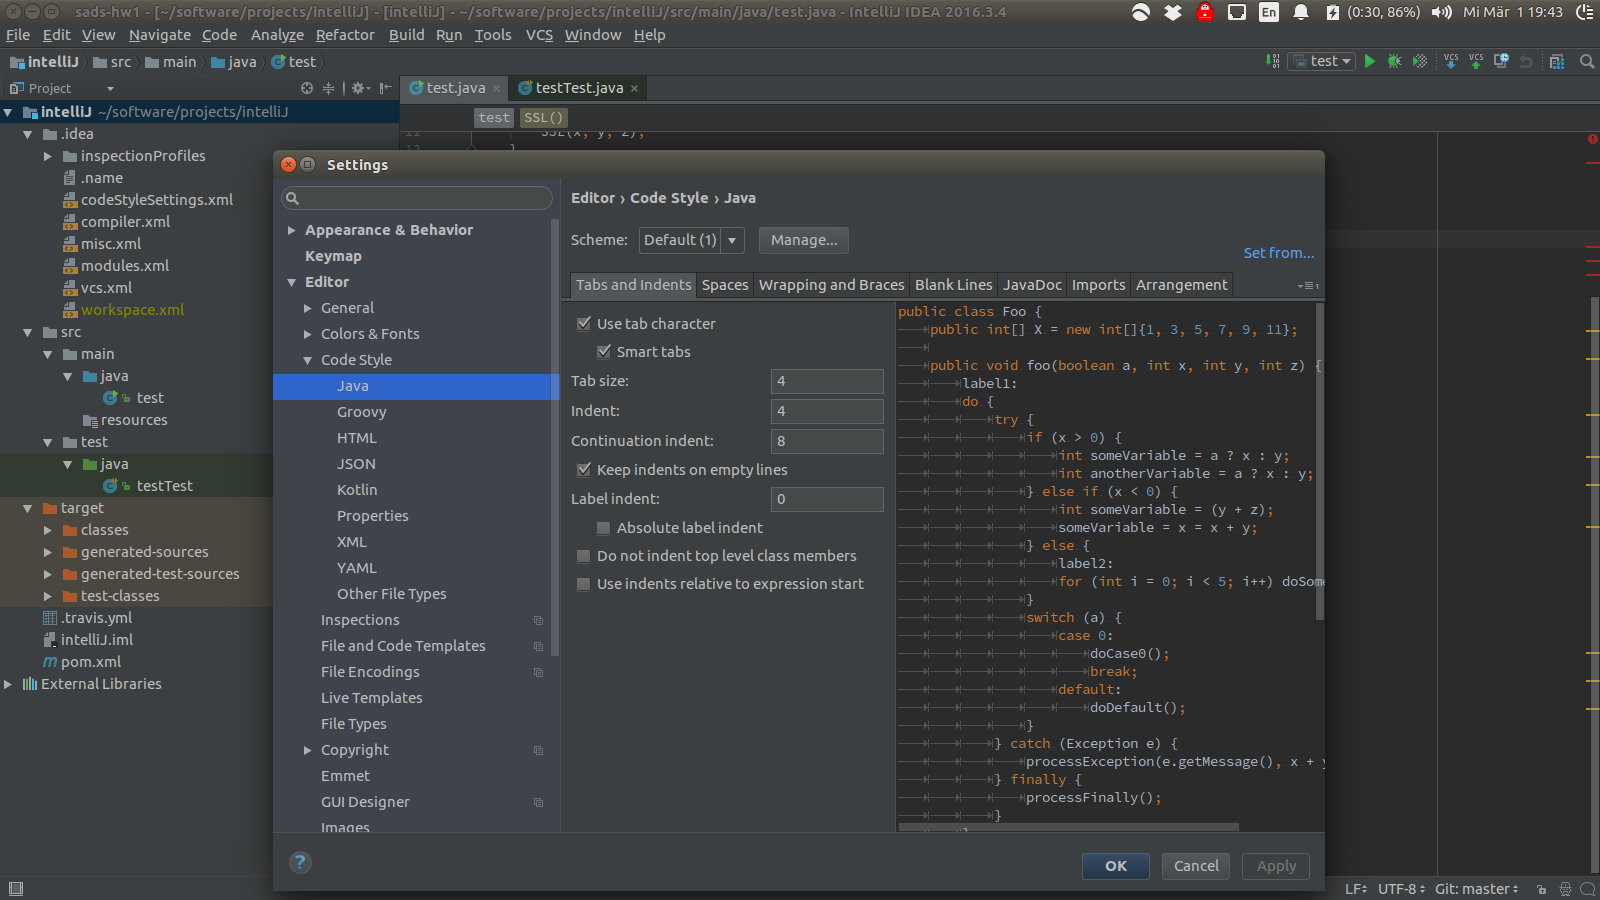 sads-hw1 - [~/software/projects/intelliJ] - [intelliJ] - ~/software/projects/intelliJ/src/main/java/test.java - IntelliJ IDEA 2016.3.4
En (0:30, 86%) Mi Mär 1 19:43
File Edit View Navigate Code Analyze Refactor Build Run Tools VCS Window Help
intelliJ src main java test
test
VCS VCS
Project
test.java testTest.java
intelliJ ~/software/projects/intelliJ
test SSL()
.idea
11 SSL(x, y, z);
12 }
inspectionProfiles
.name
codeStyleSettings.xml
compiler.xml
misc.xml
modules.xml
vcs.xml
workspace.xml
src
main
java
test
resources
test
java
testTest
target
classes
generated-sources
generated-test-sources
test-classes
.travis.yml
intelliJ.iml
pom.xml
External Libraries
Settings
Appearance & Behavior
Keymap
Editor
General
Colors & Fonts
Code Style
Java
Groovy
HTML
JSON
Kotlin
Properties
XML
YAML
Other File Types
Inspections
File and Code Templates
File Encodings
Live Templates
File Types
Copyright
Emmet
GUI Designer
Images
Editor › Code Style › Java
Scheme: Default (1) Manage...
Set from...
Tabs and Indents Spaces Wrapping and Braces Blank Lines JavaDoc Imports Arrangement
Use tab character
Smart tabs
Tab size: 4
Indent: 4
Continuation indent: 8
Keep indents on empty lines
Label indent: 0
Absolute label indent
Do not indent top level class members
Use indents relative to expression start
public class Foo {
public int[] X = new int[]{1, 3, 5, 7, 9, 11};
public void foo(boolean a, int x, int y, int z) {
label1:
do {
try {
if (x > 0) {
int someVariable = a ? x : y;
int anotherVariable = a ? x : y;
} else if (x < 0) {
int someVariable = (y + z);
someVariable = x = x + y;
} else {
label2:
for (int i = 0; i < 5; i++) doSome
}
switch (a) {
case 0:
doCase0();
break;
default:
doDefault();
}
} catch (Exception e) {
processException(e.getMessage(), x + y
} finally {
processFinally();
}
}
? OK Cancel Apply
LF UTF-8 Git: master